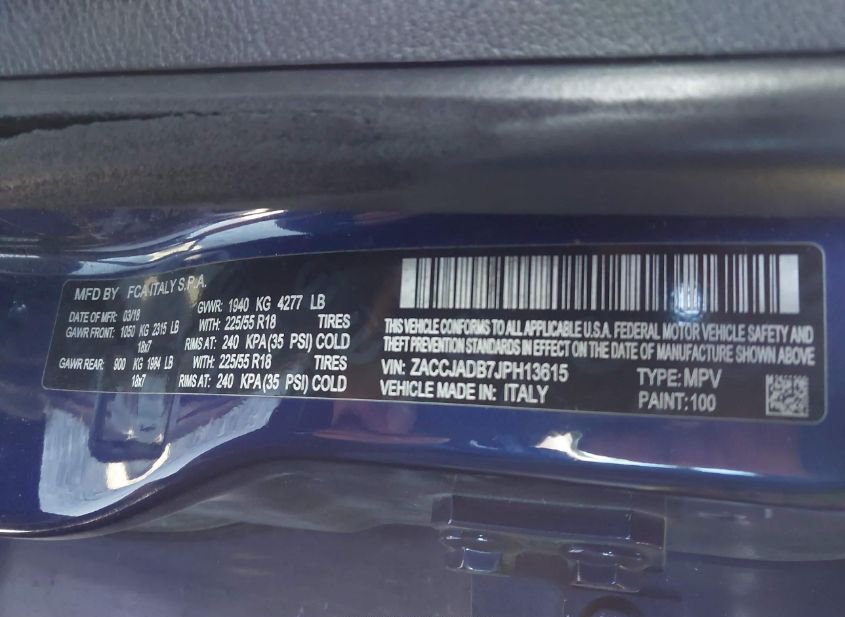 MFD BY FCA ITALY S.P.A.
DATE OF MFR: 03/18 GVWR: 1940 KG 4277 LB
GAWR FRONT: 1050 KG 2315 LB WITH: 225/55 R18 TIRES
18x7 RIMS AT: 240 KPA (35 PSI) COLD
GAWR REAR: 900 KG 1984 LB WITH: 225/55 R18 TIRES
18x7 RIMS AT: 240 KPA (35 PSI) COLD
THIS VEHICLE CONFORMS TO ALL APPLICABLE U.S.A. FEDERAL MOTOR VEHICLE SAFETY AND
THEFT PREVENTION STANDARDS IN EFFECT ON THE DATE OF MANUFACTURE SHOWN ABOVE
VIN: ZACCJADB7JPH13615 TYPE: MPV
VEHICLE MADE IN: ITALY PAINT: 100